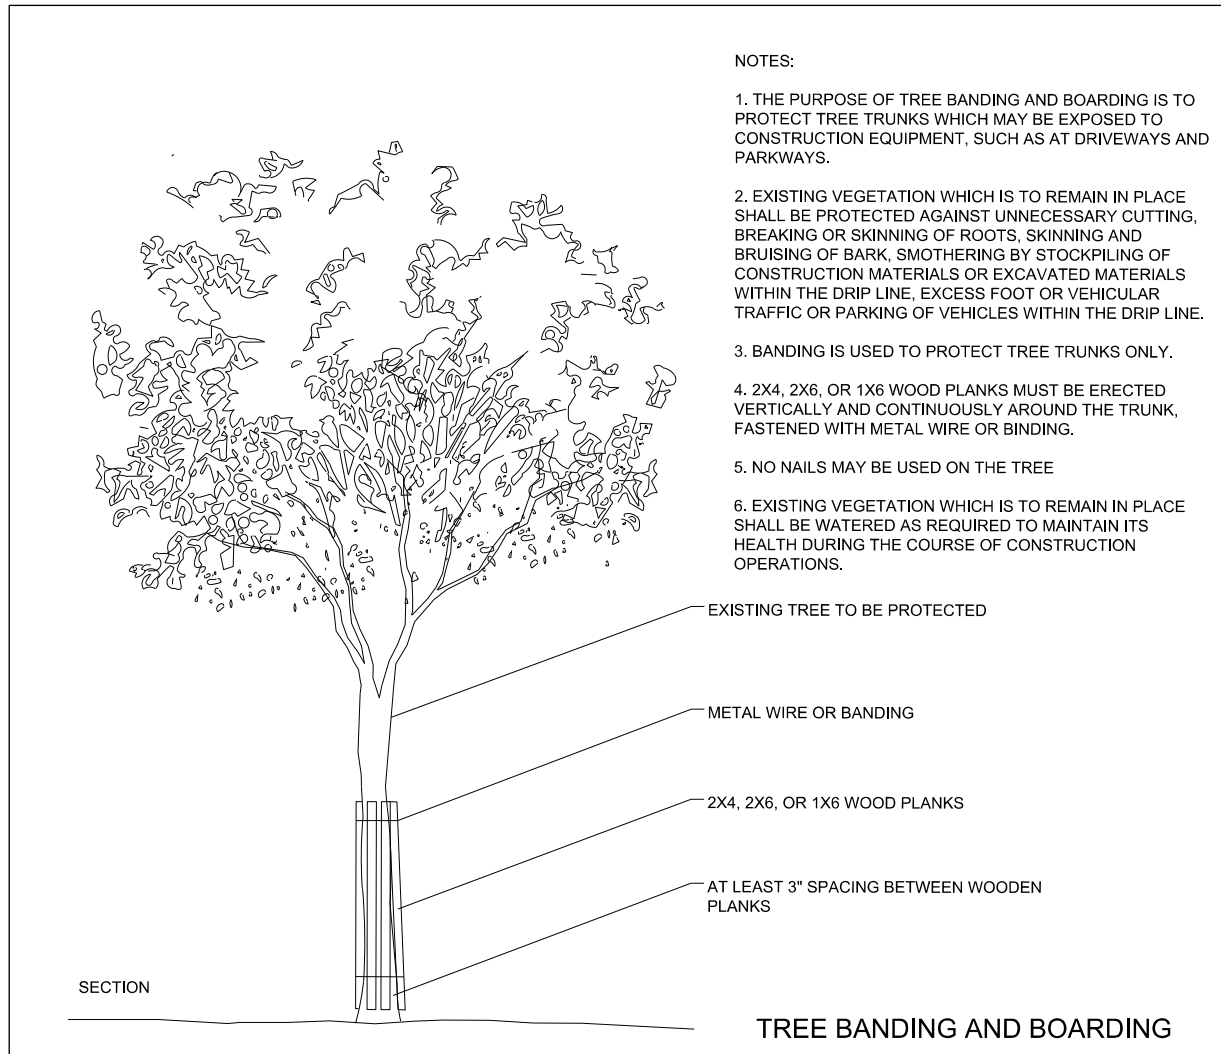 NOTES:
1. THE PURPOSE OF TREE BANDING AND BOARDING IS TO
PROTECT TREE TRUNKS WHICH MAY BE EXPOSED TO
CONSTRUCTION EQUIPMENT, SUCH AS AT DRIVEWAYS AND
PARKWAYS.
2. EXISTING VEGETATION WHICH IS TO REMAIN IN PLACE
SHALL BE PROTECTED AGAINST UNNECESSARY CUTTING,
BREAKING OR SKINNING OF ROOTS, SKINNING AND
BRUISING OF BARK, SMOTHERING BY STOCKPILING OF
CONSTRUCTION MATERIALS OR EXCAVATED MATERIALS
WITHIN THE DRIP LINE, EXCESS FOOT OR VEHICULAR
TRAFFIC OR PARKING OF VEHICLES WITHIN THE DRIP LINE.
3. BANDING IS USED TO PROTECT TREE TRUNKS ONLY.
4. 2X4, 2X6, OR 1X6 WOOD PLANKS MUST BE ERECTED
VERTICALLY AND CONTINUOUSLY AROUND THE TRUNK,
FASTENED WITH METAL WIRE OR BINDING.
5. NO NAILS MAY BE USED ON THE TREE
6. EXISTING VEGETATION WHICH IS TO REMAIN IN PLACE
SHALL BE WATERED AS REQUIRED TO MAINTAIN ITS
HEALTH DURING THE COURSE OF CONSTRUCTION
OPERATIONS.
EXISTING TREE TO BE PROTECTED
METAL WIRE OR BANDING
2X4, 2X6, OR 1X6 WOOD PLANKS
AT LEAST 3" SPACING BETWEEN WOODEN
PLANKS
SECTION
TREE BANDING AND BOARDING